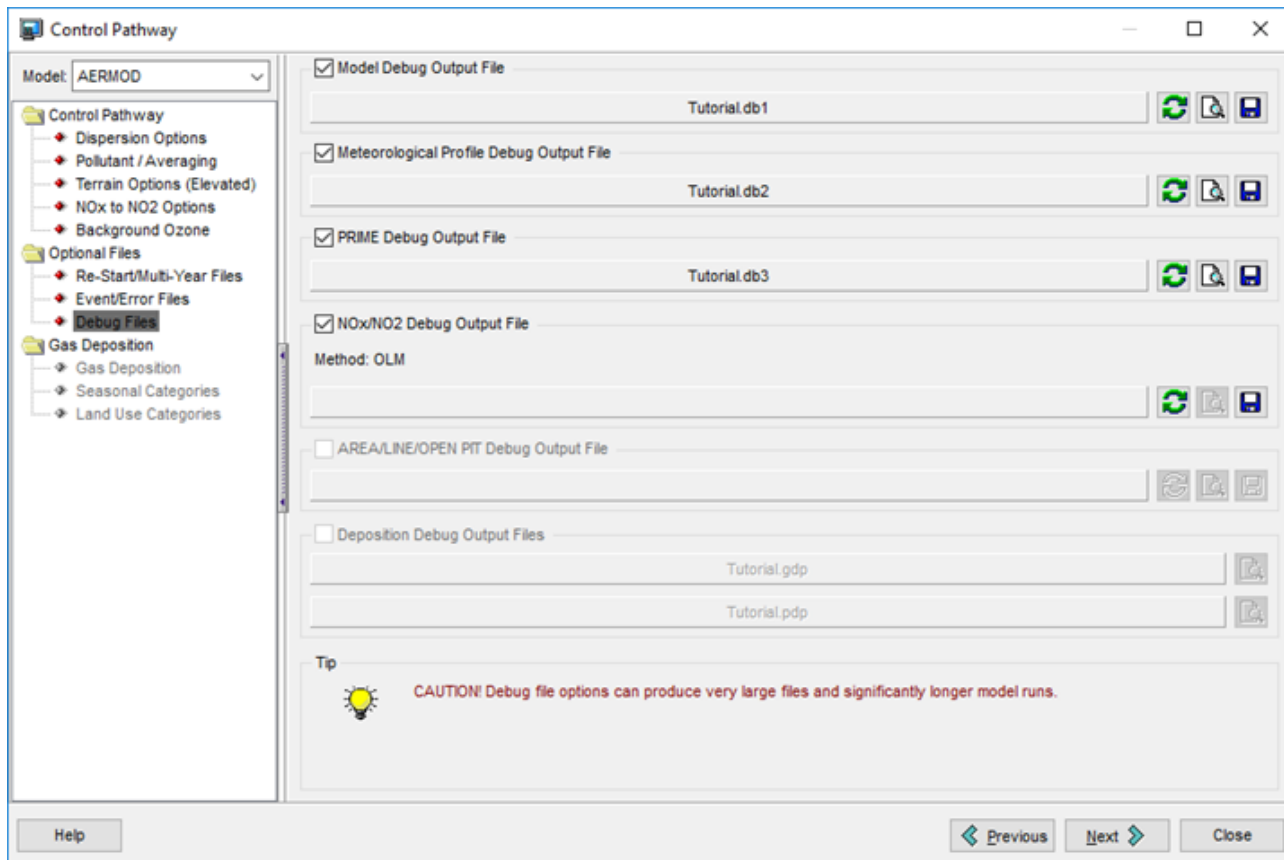 Control Pathway
Model: AERMOD
Control Pathway
Dispersion Options
Pollutant / Averaging
Terrain Options (Elevated)
NOx to NO2 Options
Background Ozone
Optional Files
Re-Start/Multi-Year Files
Event/Error Files
Debug Files
Gas Deposition
Gas Deposition
Seasonal Categories
Land Use Categories
Model Debug Output File
Tutorial.db1
Meteorological Profile Debug Output File
Tutorial.db2
PRIME Debug Output File
Tutorial.db3
NOx/NO2 Debug Output File
Method: OLM
AREA/LINE/OPEN PIT Debug Output File
Deposition Debug Output Files
Tutorial.gdp
Tutorial.pdp
Tip
CAUTION! Debug file options can produce very large files and significantly longer model runs.
Help
Previous
Next
Close